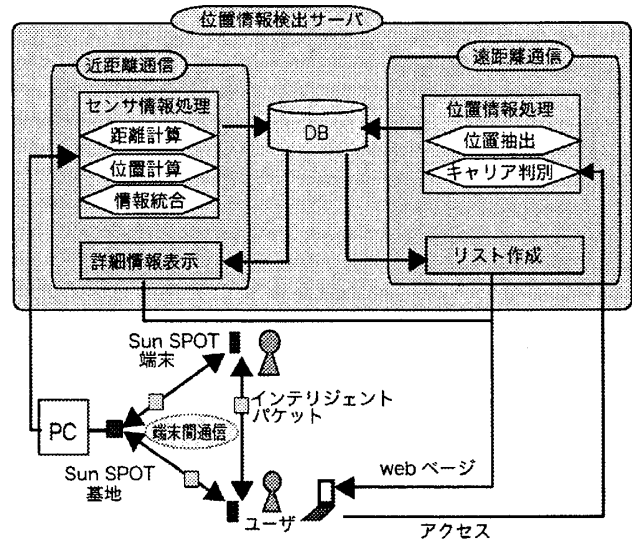 位置情報検出サーバ
近距離通信
遠距離通信
センサ情報処理
距離計算
位置計算
情報統合
DB
位置情報処理
位置抽出
キャリア判別
詳細情報表示
リスト作成
Sun SPOT
端末
インテリジェント
パケット
PC
端末間通信
Sun SPOT
基地
webページ
ユーザ
アクセス